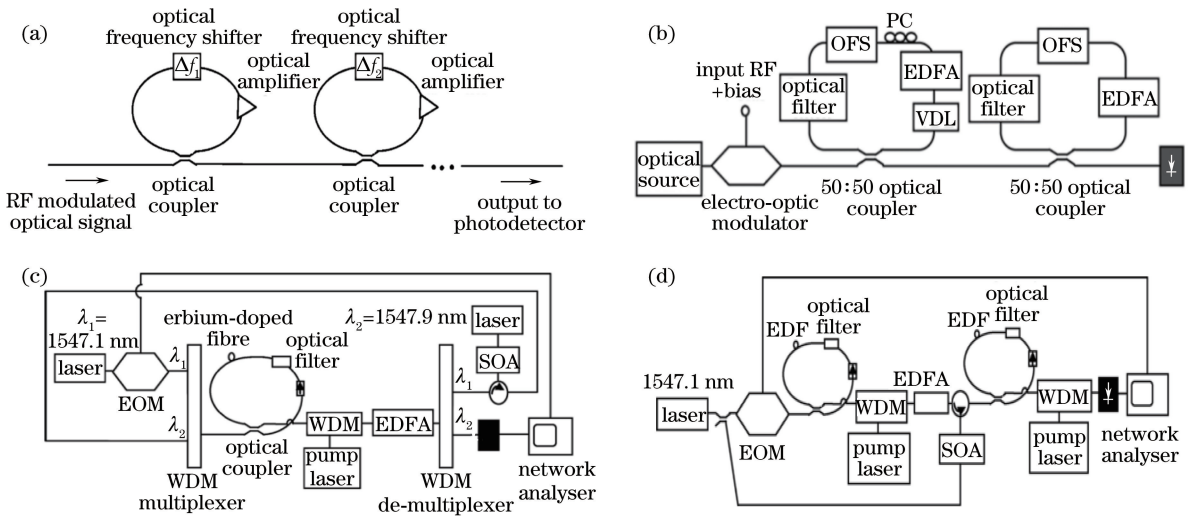 (a)
optical
frequency shifter
Δf1
optical
amplifier
optical
frequency shifter
Δf2
optical
amplifier
RF modulated
optical signal
optical
coupler
optical
coupler
output to
photodetector
(b)
optical
source
input RF
+bias
electro-optic
modulator
optical
filter
OFS
PC
EDFA
VDL
50:50 optical
coupler
optical
filter
OFS
EDFA
50:50 optical
coupler
(c)
λ1=
1547.1 nm
laser
EOM
λ1
λ2
WDM
multiplexer
erbium-doped
fibre
optical
filter
optical
coupler
WDM
pump
laser
EDFA
λ2=1547.9 nm
laser
SOA
λ1
λ2
WDM
de-multiplexer
network
analyser
(d)
1547.1 nm
laser
EOM
EDF
optical
filter
WDM
pump
laser
EDFA
SOA
EDF
optical
filter
WDM
pump
laser
network
analyser